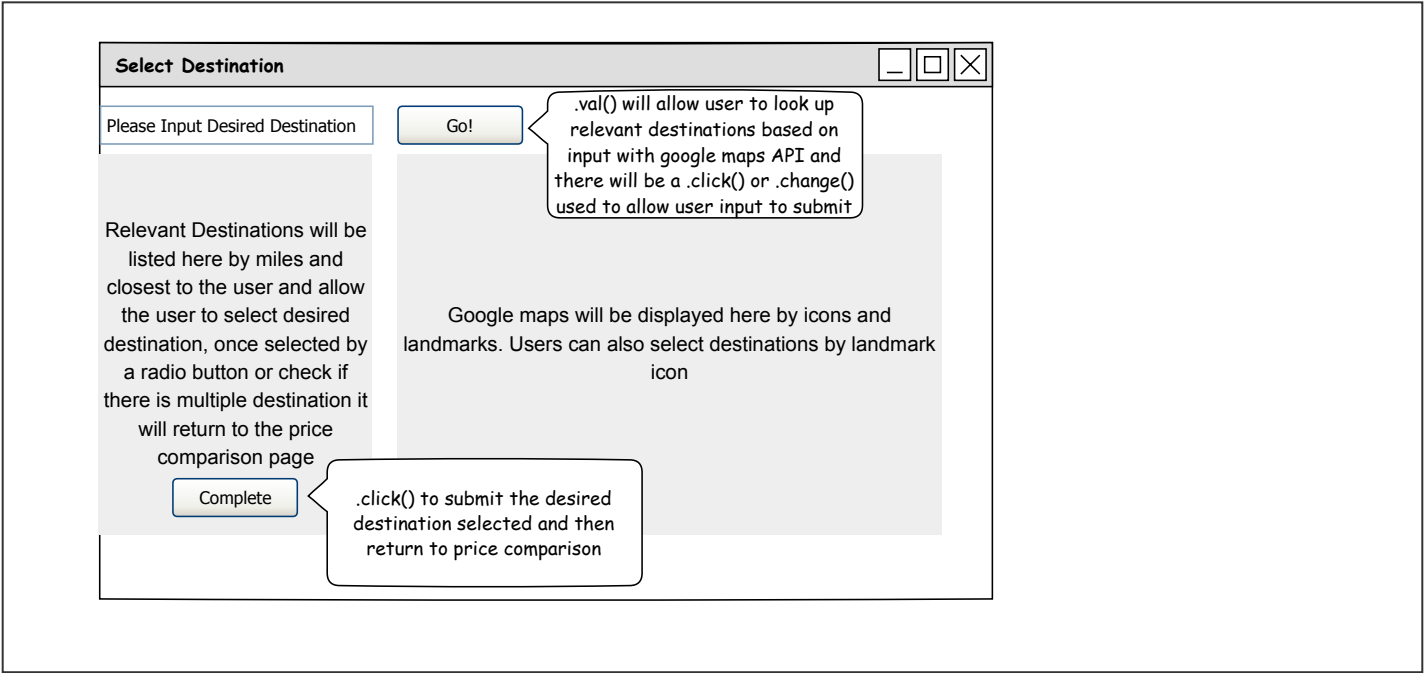 Select Destination
Please Input Desired Destination
Go!
.val() will allow user to look up
relevant destinations based on
input with google maps API and
there will be a .click() or .change()
used to allow user input to submit
Relevant Destinations will be
listed here by miles and
closest to the user and allow
the user to select desired
destination, once selected by
a radio button or check if
there is multiple destination it
will return to the price
comparison page
Google maps will be displayed here by icons and
landmarks. Users can also select destinations by landmark
icon
Complete
.click() to submit the desired
destination selected and then
return to price comparison